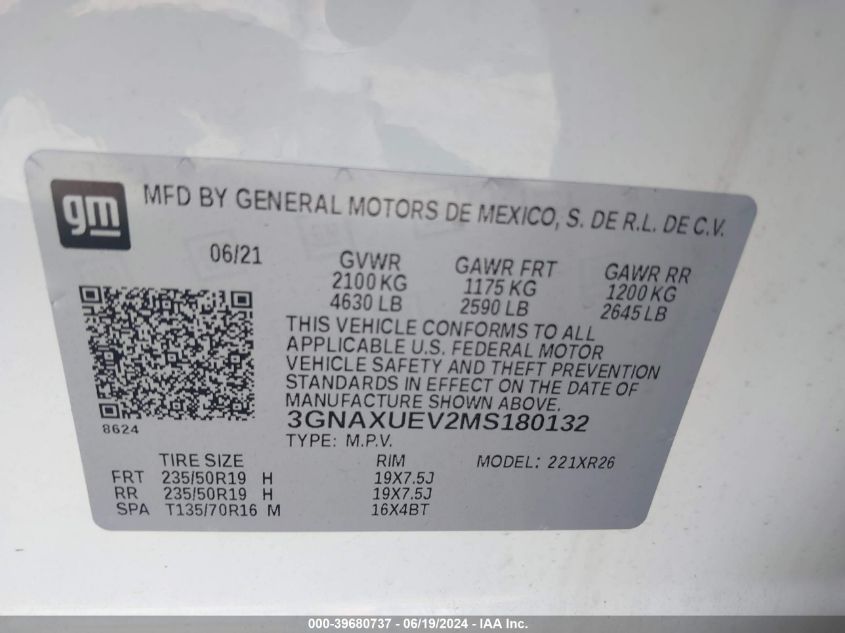 gm
MFD BY GENERAL MOTORS DE MEXICO, S. DE R.L. DE C.V.
06/21 GVWR GAWR FRT GAWR RR
2100 KG 1175 KG 1200 KG
4630 LB 2590 LB 2645 LB
THIS VEHICLE CONFORMS TO ALL
APPLICABLE U.S. FEDERAL MOTOR
VEHICLE SAFETY AND THEFT PREVENTION
STANDARDS IN EFFECT ON THE DATE OF
MANUFACTURE SHOWN ABOVE.
8624
3GNAXUEV2MS180132
TYPE: M.P.V.
TIRE SIZE RIM MODEL: 221XR26
FRT 235/50R19 H 19X7.5J
RR 235/50R19 H 19X7.5J
SPA T135/70R16 M 16X4BT
000-39680737 - 06/19/2024 - IAA Inc.